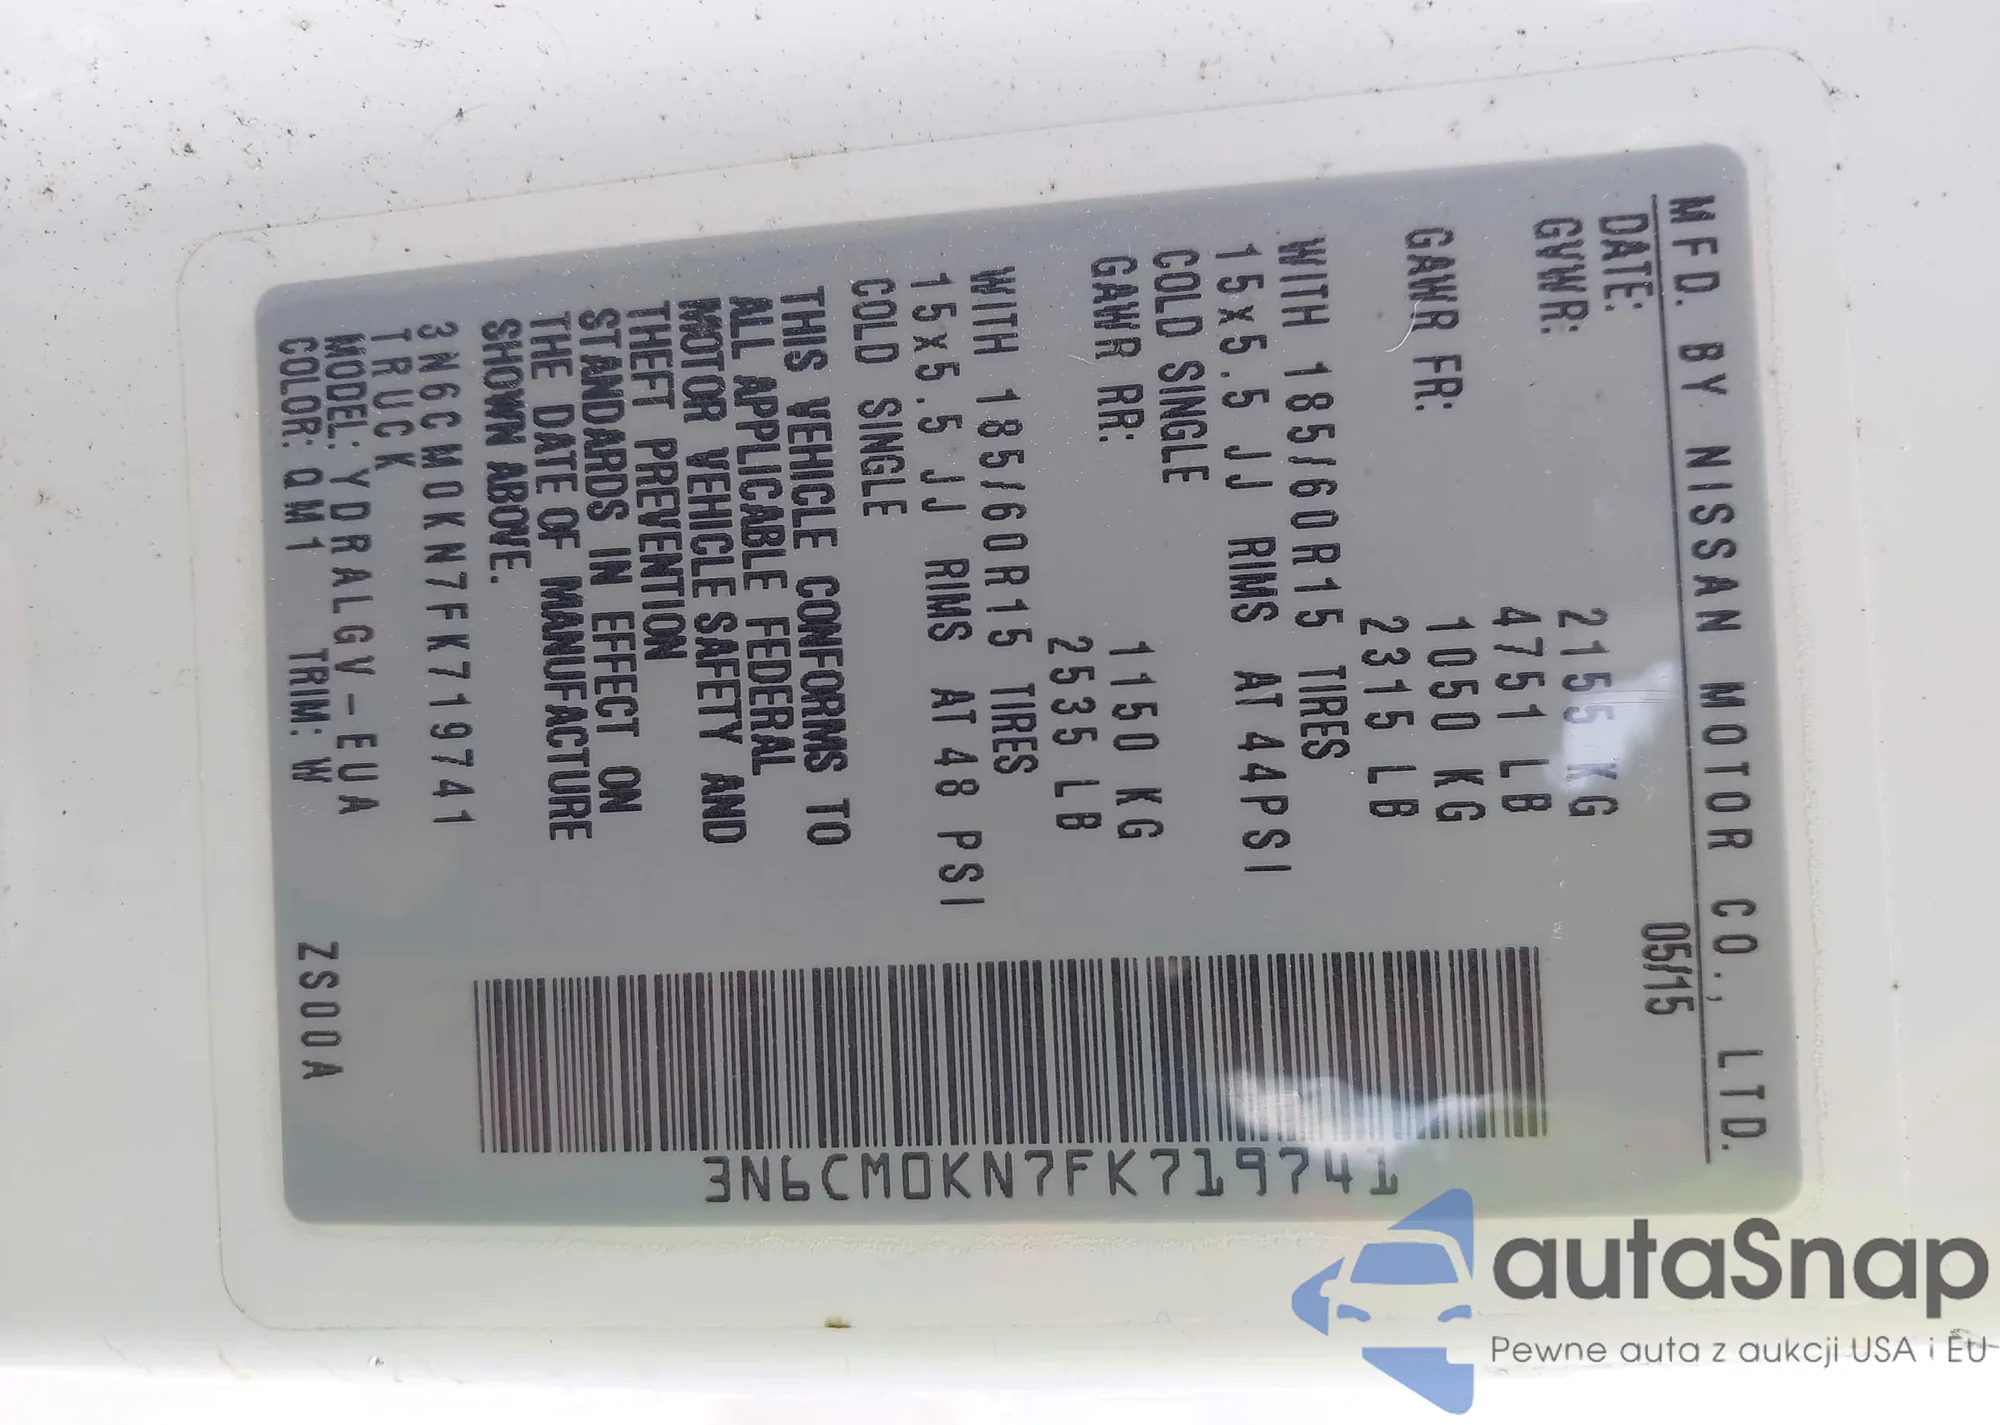 MFD. BY NISSAN MOTOR CO., LTD.
DATE: 05/15
GVWR: 2155 KG
4751 LB
GAWR FR: 1050 KG
2315 LB
WITH 185/60R15 TIRES
15x5.5 JJ RIMS AT 44PSI
COLD SINGLE
GAWR RR: 1150 KG
2535 LB
WITH 185/60R15 TIRES
15x5.5 JJ RIMS AT 48 PSI
COLD SINGLE
THIS VEHICLE CONFORMS TO
ALL APPLICABLE FEDERAL
MOTOR VEHICLE SAFETY AND
THEFT PREVENTION
STANDARDS IN EFFECT ON
THE DATE OF MANUFACTURE
SHOWN ABOVE.
3N6CM0KN7FK719741
TRUCK
MODEL: YDRALGV-EUA
COLOR: QM1 TRIM: W ZS00A
3N6CM0KN7FK719741
autaSnap
Pewne auta z aukcji USA i EU